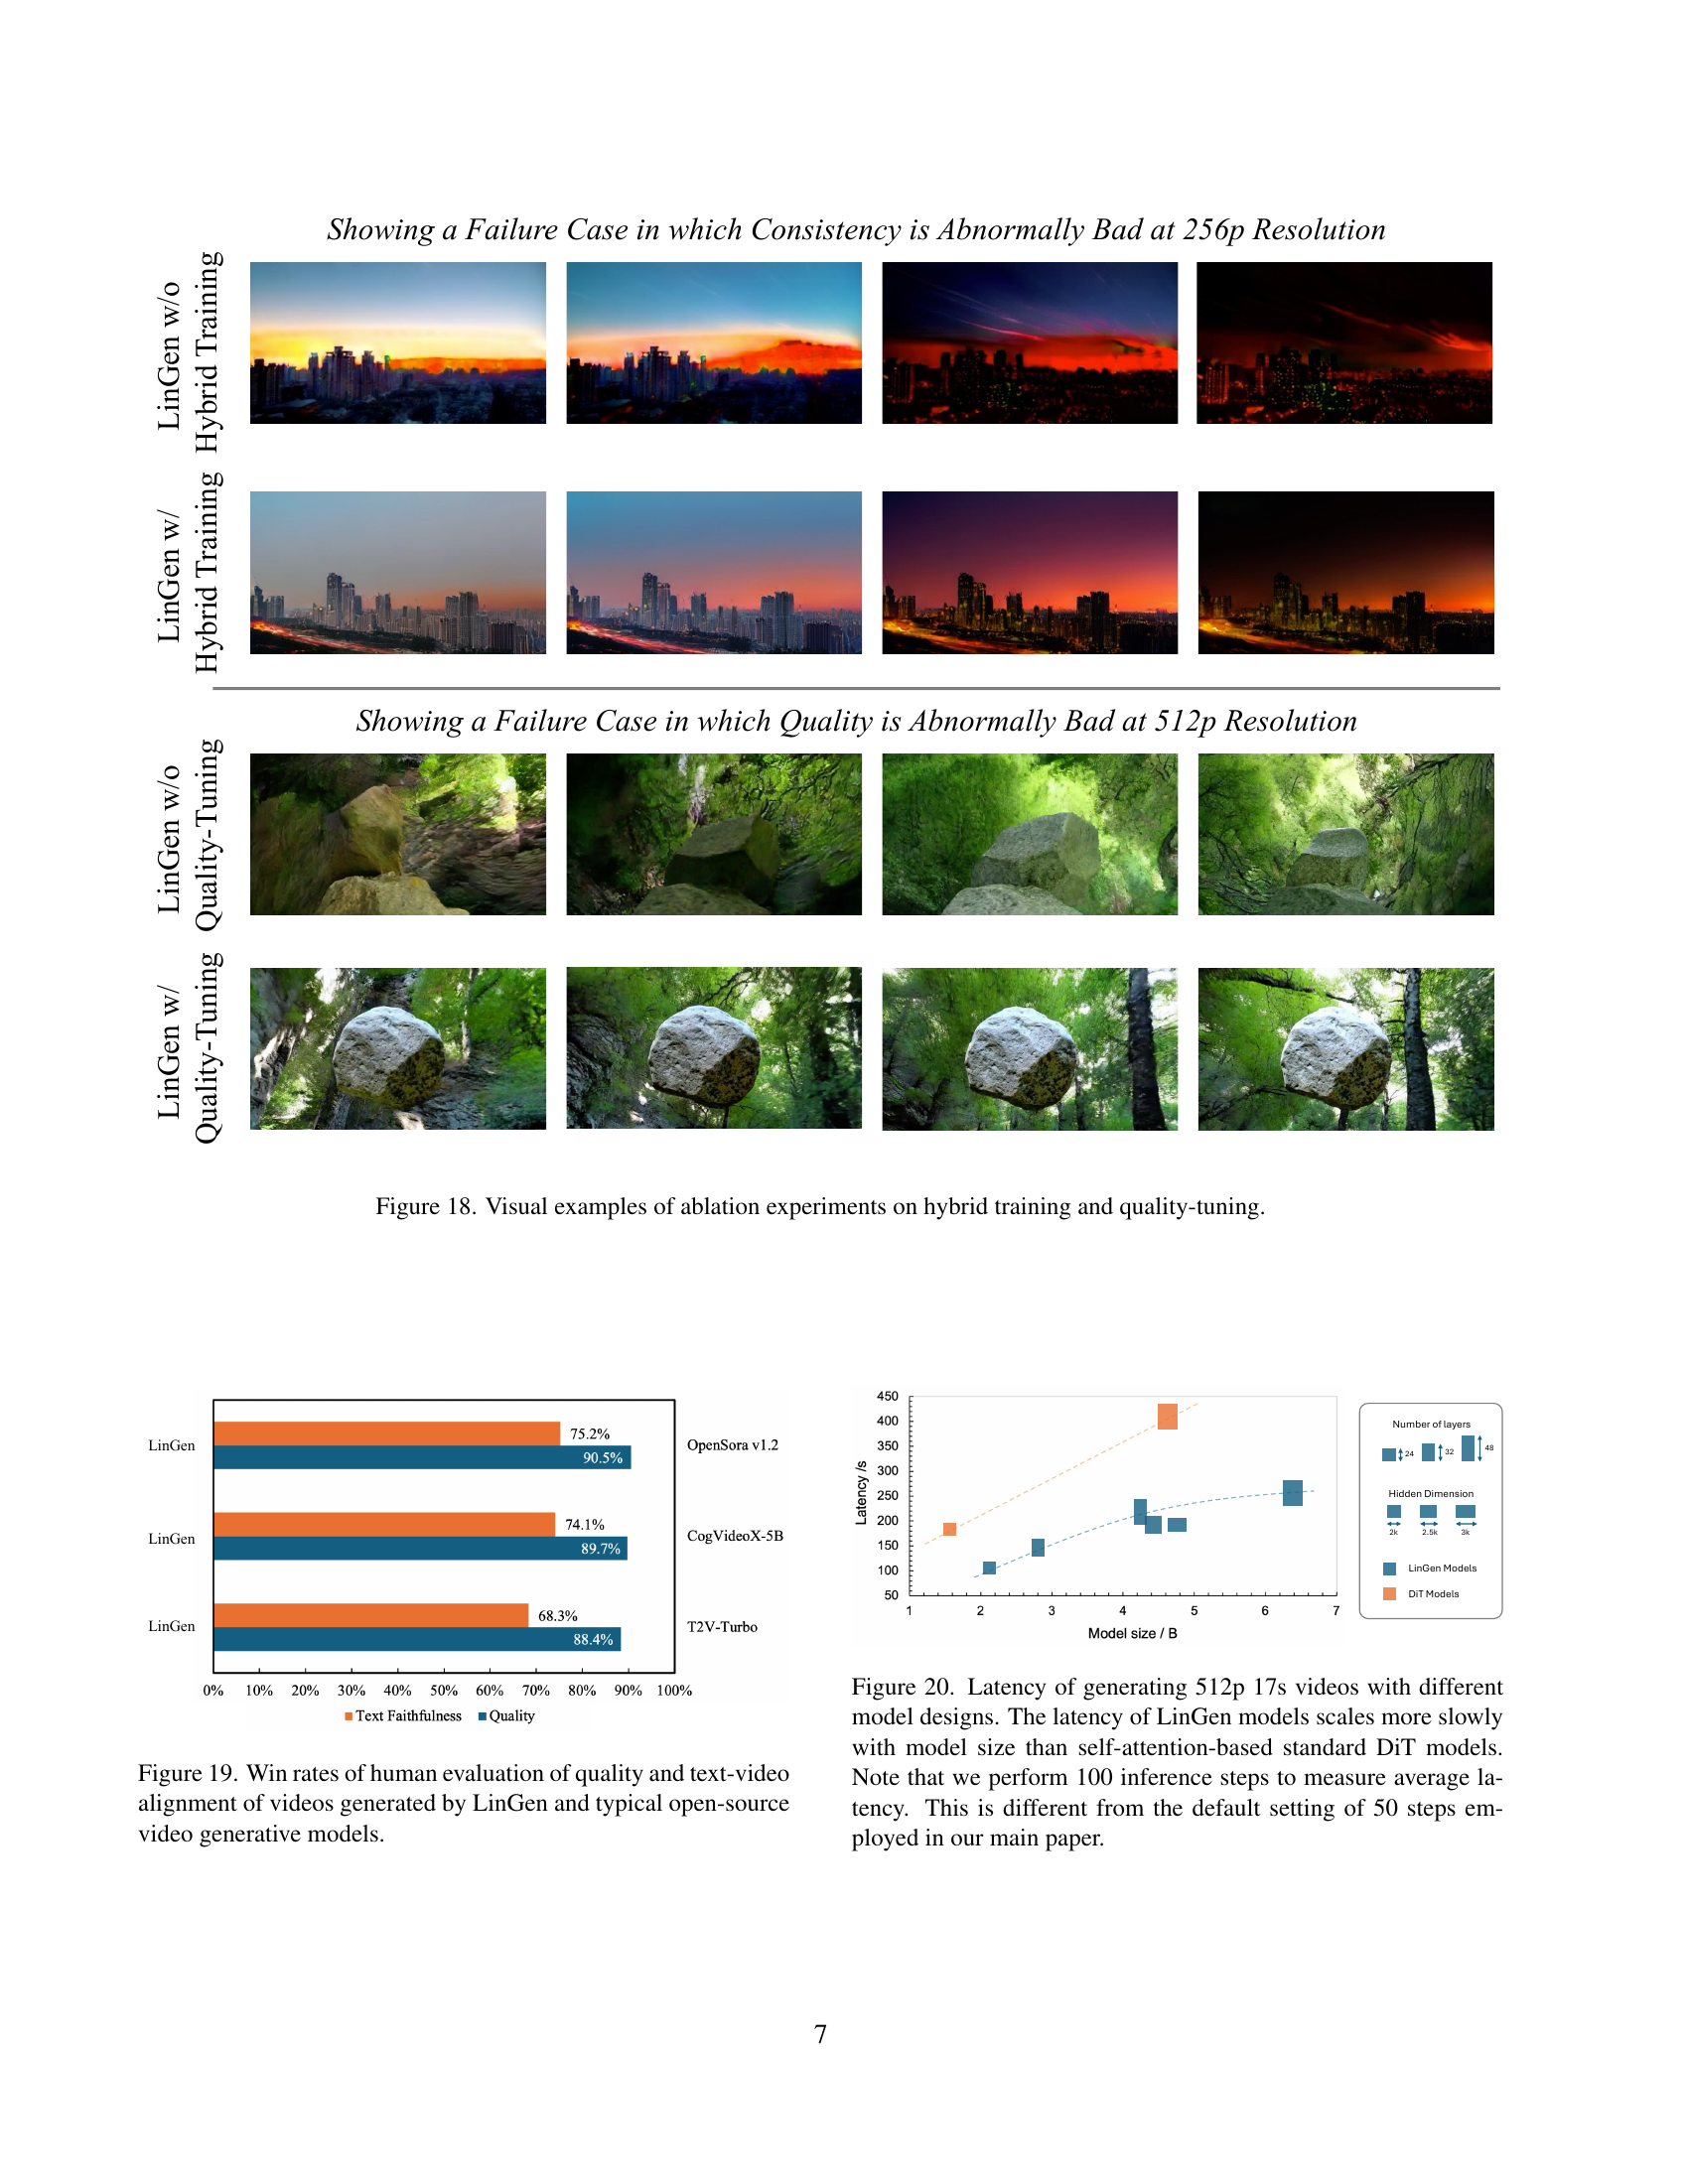 Showing a Failure Case in which Consistency is Abnormally Bad at 256p Resolution
LinGen w/o
Hybrid Training
LinGen w/
Hybrid Training
Showing a Failure Case in which Quality is Abnormally Bad at 512p Resolution
LinGen w/o
Quality-Tuning
LinGen w/
Quality-Tuning
Figure 18. Visual examples of ablation experiments on hybrid training and quality-tuning.
LinGen
75.2%
90.5%
OpenSora v1.2
LinGen
74.1%
89.7%
CogVideoX-5B
LinGen
68.3%
88.4%
T2V-Turbo
0% 10% 20% 30% 40% 50% 60% 70% 80% 90% 100%
Text Faithfulness Quality
Figure 19. Win rates of human evaluation of quality and text-video
alignment of videos generated by LinGen and typical open-source
video generative models.
Latency /s
450
400
350
300
250
200
150
100
50
1 2 3 4 5 6 7
Model size / B
Number of layers
24 32 48
Hidden Dimension
2k 2.5k 3k
LinGen Models
DiT Models
Figure 20. Latency of generating 512p 17s videos with different
model designs. The latency of LinGen models scales more slowly
with model size than self-attention-based standard DiT models.
Note that we perform 100 inference steps to measure average la-
tency. This is different from the default setting of 50 steps em-
ployed in our main paper.
7